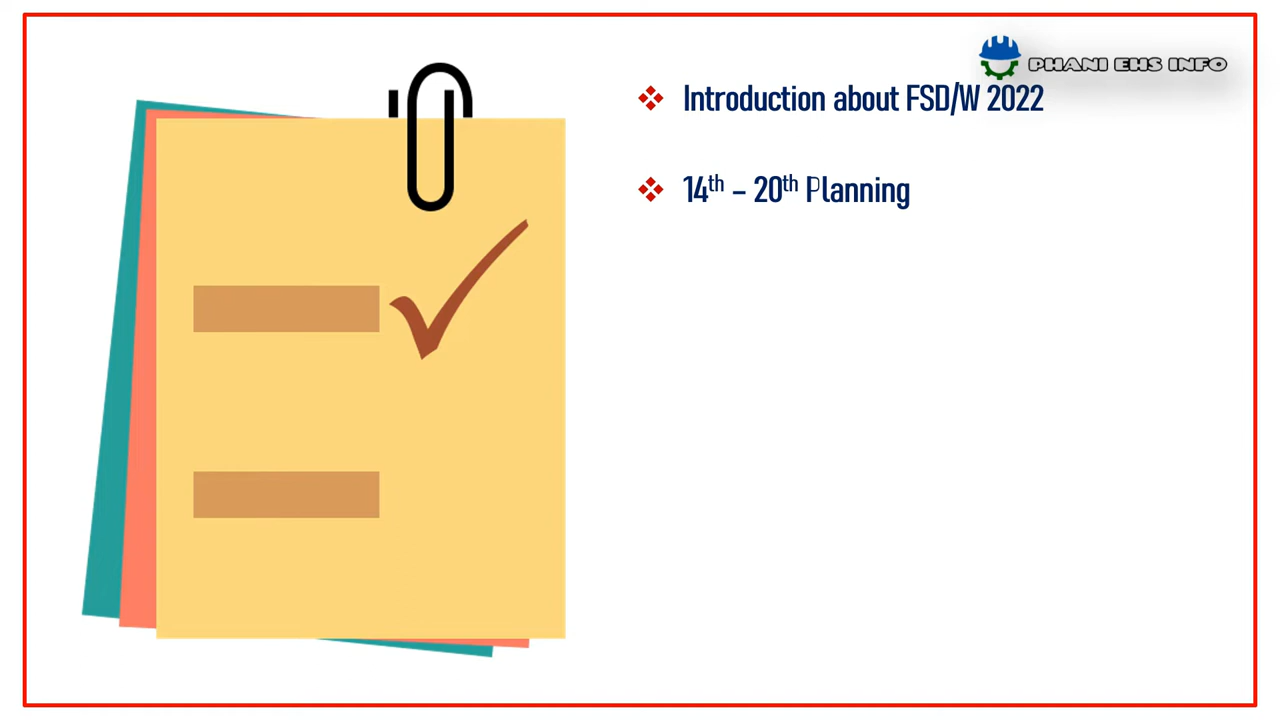 PHANI EHS INFO
Introduction about FSD/W 2022
14th – 20th Planning